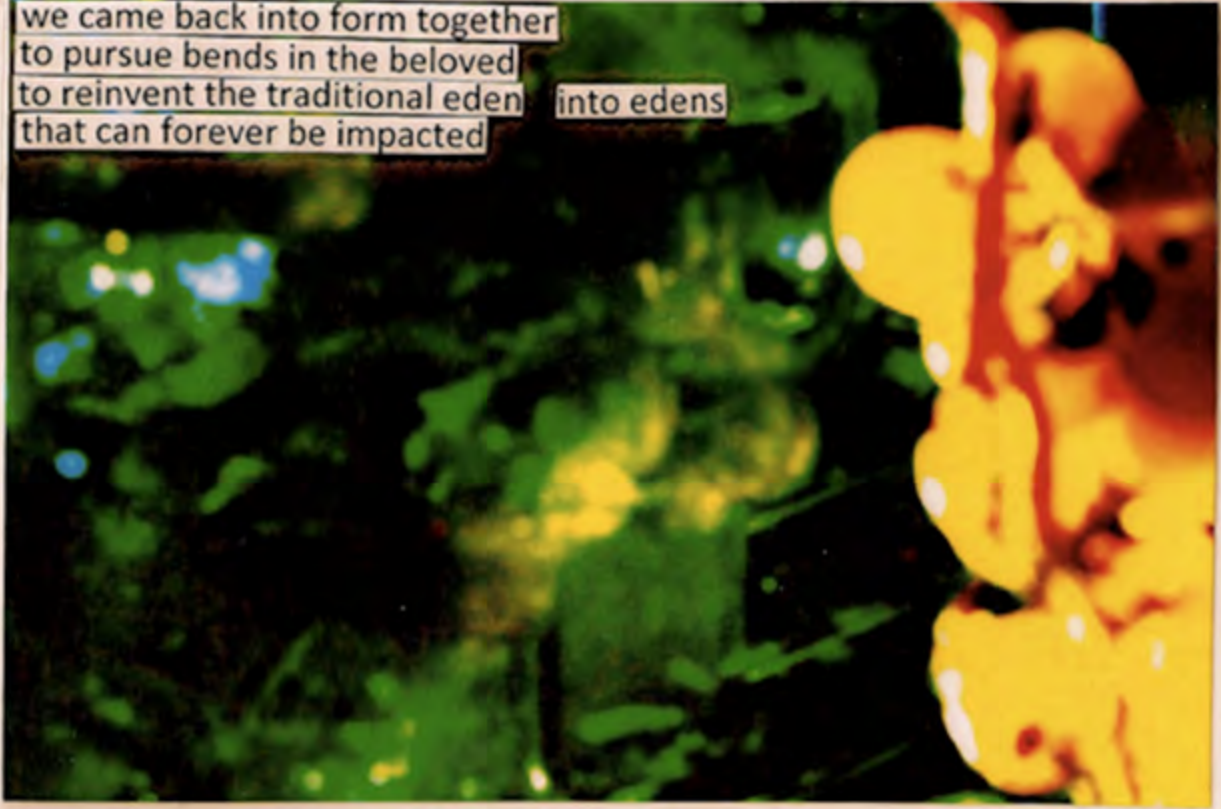 we came back into form together
to pursue bends in the beloved
to reinvent the traditional eden into edens
that can forever be impacted